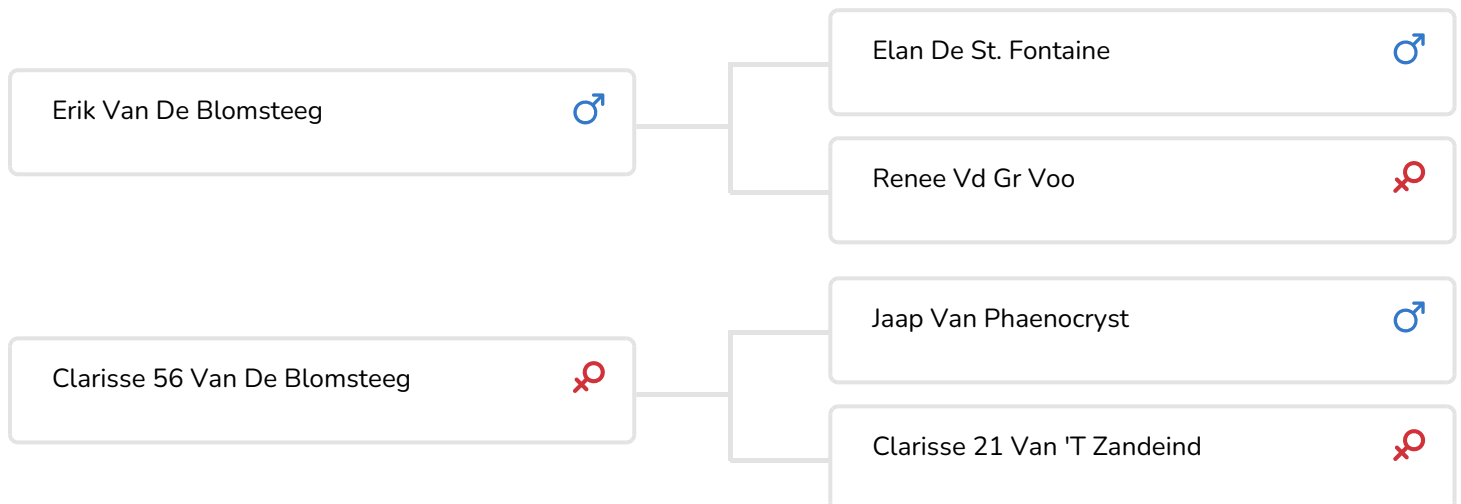 Elan De St. Fontaine
Erik Van De Blomsteeg
Renee Vd Gr Voo
Jaap Van Phaenocryst
Clarisse 56 Van De Blomsteeg
Clarisse 21 Van 'T Zandeind